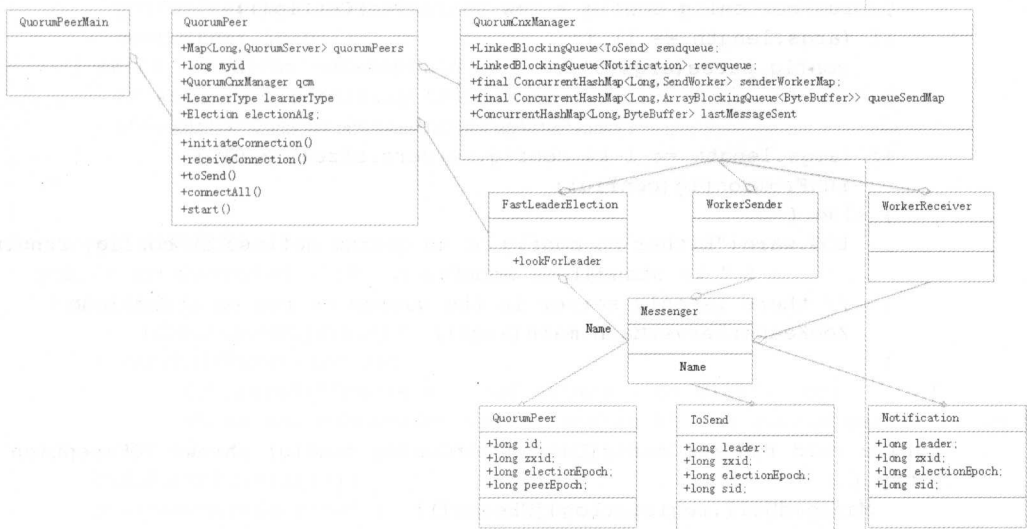 QuorumPeerMain
QuorumPeer
+Map<Long,QuorumServer> quorumPeers
+long myid
+QuorumCnxManager qcm
+LearnerType learnerType
+Election electionAlg;
+initiateConnection()
+receiveConnection()
+toSend()
+connectAll()
+start()
QuorumCnxManager
+LinkedBlockingQueue<ToSend> sendqueue;
+LinkedBlockingQueue<Notification> recvqueue;
+final ConcurrentHashMap<Long,SendWorker> senderWorkerMap;
+final ConcurrentHashMap<Long,ArrayBlockingQueue<ByteBuffer>> queueSendMap
+ConcurrentHashMap<Long,ByteBuffer> lastMessageSent
FastLeaderElection
+lookForLeader
WorkerSender
WorkerReceiver
Messenger
Name
Name
QuorumPeer
+long id;
+long zxid;
+long electionEpoch;
+long peerEpoch;
ToSend
+long leader;
+long zxid;
+long electionEpoch;
+long sid;
Notification
+long leader;
+long zxid;
+long electionEpoch;
+long sid;